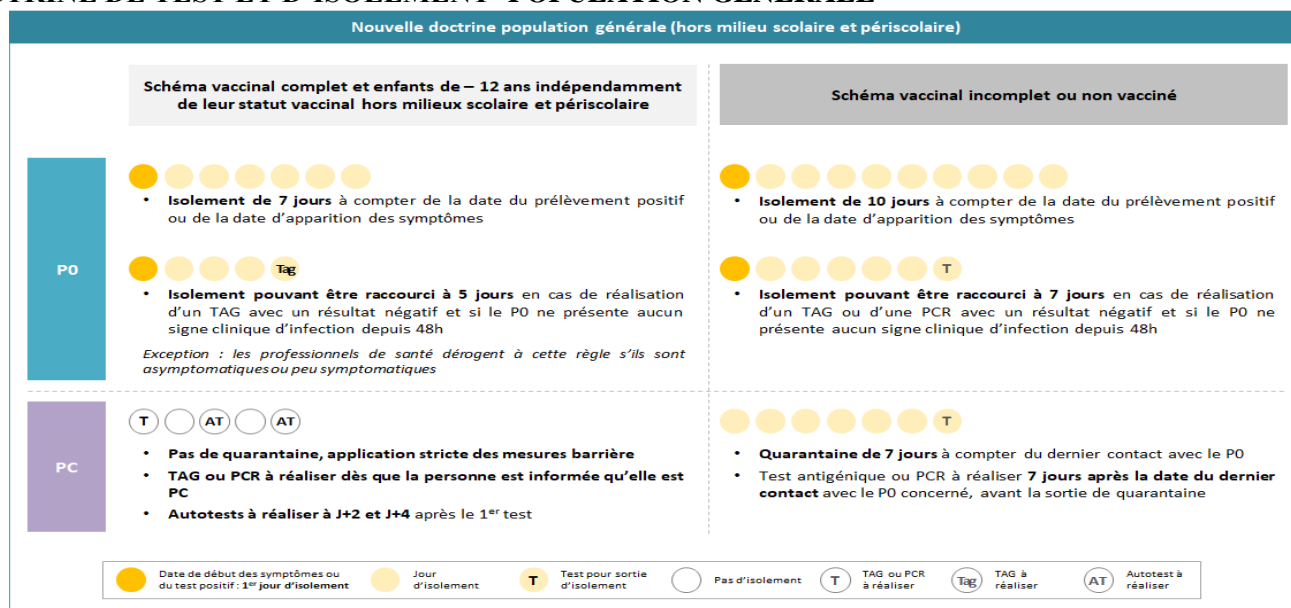 TRINE DE TEST ET D'ISOLEMENT POPULATION GENERALE
Nouvelle doctrine population générale (hors milieu scolaire et périscolaire)
Schéma vaccinal complet et enfants de – 12 ans indépendamment
de leur statut vaccinal hors milieux scolaire et périscolaire
Schéma vaccinal incomplet ou non vacciné
P0
• Isolement de 7 jours à compter de la date du prélèvement positif
ou de la date d'apparition des symptômes
Tag
• Isolement pouvant être raccourci à 5 jours en cas de réalisation
d'un TAG avec un résultat négatif et si le P0 ne présente aucun
signe clinique d'infection depuis 48h
Exception : les professionnels de santé dérogent à cette règle s'ils sont
asymptomatiques ou peu symptomatiques
• Isolement de 10 jours à compter de la date du prélèvement positif
ou de la date d'apparition des symptômes
T
• Isolement pouvant être raccourci à 7 jours en cas de réalisation
d'un TAG ou d'une PCR avec un résultat négatif et si le P0 ne
présente aucun signe clinique d'infection depuis 48h
PC
T AT AT
• Pas de quarantaine, application stricte des mesures barrière
• TAG ou PCR à réaliser dès que la personne est informée qu'elle est
PC
• Autotests à réaliser à J+2 et J+4 après le 1er test
T
• Quarantaine de 7 jours à compter du dernier contact avec le P0
• Test antigénique ou PCR à réaliser 7 jours après la date du dernier
contact avec le P0 concerné, avant la sortie de quarantaine
Date de début des symptômes ou
du test positif : 1er jour d'isolement
Jour
d'isolement
T
Test pour sortie
d'isolement
Pas d'isolement
T
TAG ou PCR
à réaliser
Tag
TAG à
réaliser
AT
Autotest à
réaliser